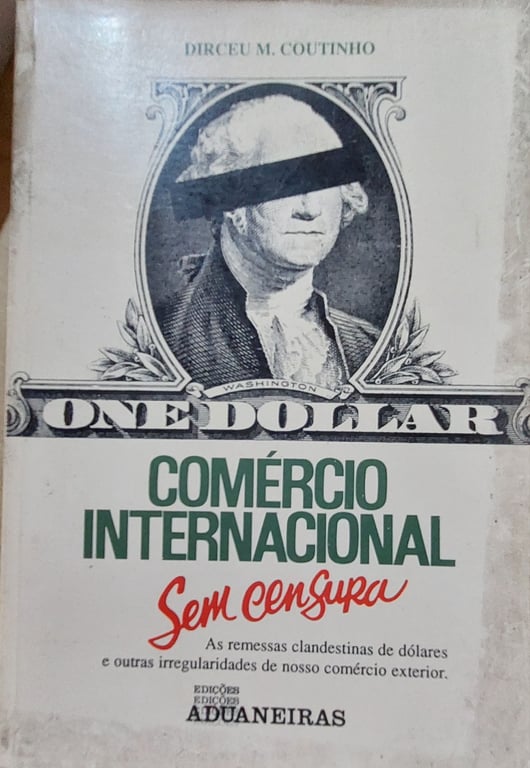 DIRCEU M. COUTINHO
WASHINGTON
ONE DOLLAR
COMÉRCIO
INTERNACIONAL
Sem censura
As remessas clandestinas de dólares
e outras irregularidades de nosso comércio exterior.
EDIÇÕES
EDIÇÕES
EDIÇÕES
ADUANEIRAS